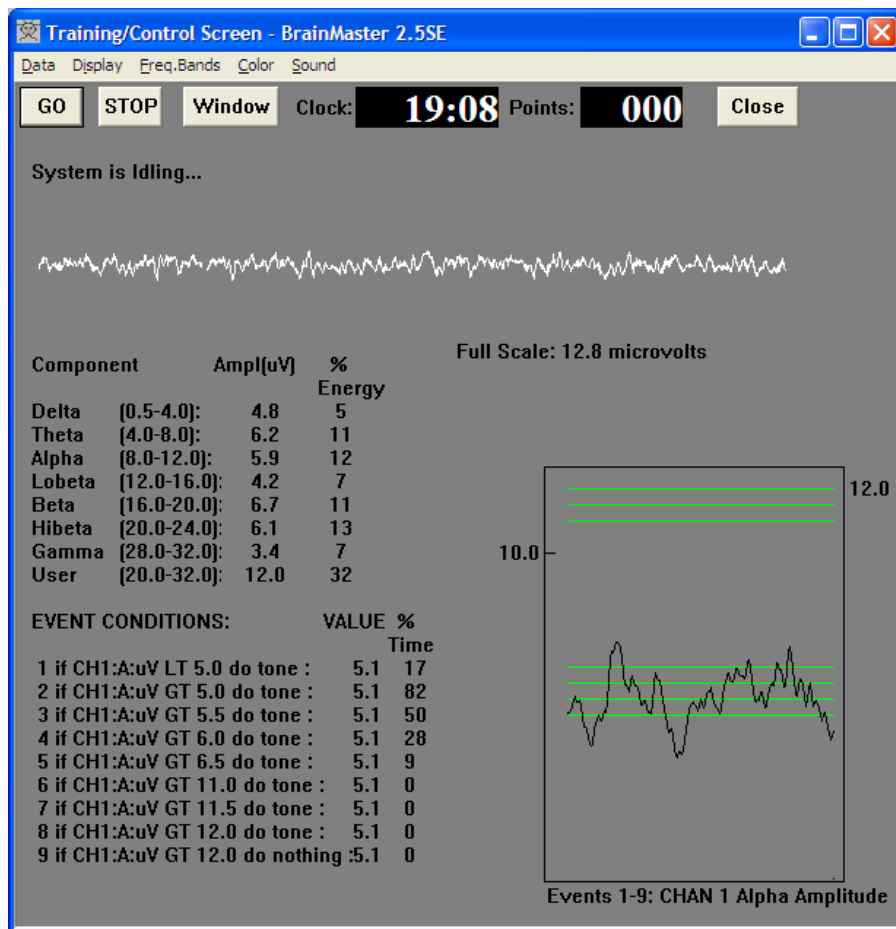 Training/Control Screen - BrainMaster 2.5SE
Data Display Freq.Bands Color Sound
GO STOP Window Clock: 19:08 Points: 000 Close
System is Idling...
Full Scale: 12.8 microvolts
Component Ampl(uV) %
Energy
Delta (0.5-4.0): 4.8 5
Theta (4.0-8.0): 6.2 11
Alpha (8.0-12.0): 5.9 12
Lobeta (12.0-16.0): 4.2 7
Beta (16.0-20.0): 6.7 11
Hibeta (20.0-24.0): 6.1 13
Gamma (28.0-32.0): 3.4 7
User (20.0-32.0): 12.0 32
EVENT CONDITIONS: VALUE %
Time
1 if CH1:A:uV LT 5.0 do tone : 5.1 17
2 if CH1:A:uV GT 5.0 do tone : 5.1 82
3 if CH1:A:uV GT 5.5 do tone : 5.1 50
4 if CH1:A:uV GT 6.0 do tone : 5.1 28
5 if CH1:A:uV GT 6.5 do tone : 5.1 9
6 if CH1:A:uV GT 11.0 do tone : 5.1 0
7 if CH1:A:uV GT 11.5 do tone : 5.1 0
8 if CH1:A:uV GT 12.0 do tone : 5.1 0
9 if CH1:A:uV GT 12.0 do nothing :5.1 0
12.0
10.0
Events 1-9: CHAN 1 Alpha Amplitude